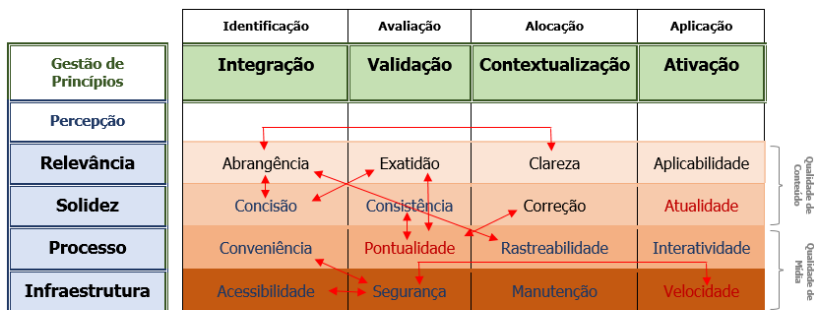 Identificação Avaliação Alocação Aplicação
Gestão de Princípios Integração Validação Contextualização Ativação
Percepção
Relevância Abrangência Exatidão Clareza Aplicabilidade
Solidez Concisão Consistência Correção Atualidade
Qualidade de Conteúdo
Processo Conveniência Pontualidade Rastreabilidade Interatividade
Infraestrutura Acessibilidade Segurança Manutenção Velocidade
Qualidade de Mídia